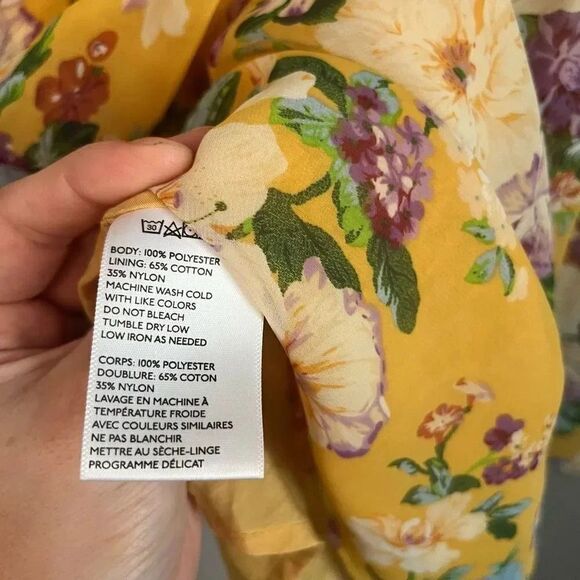 30
BODY: 100% POLYESTER
LINING: 65% COTTON
35% NYLON
MACHINE WASH COLD
WITH LIKE COLORS
DO NOT BLEACH
TUMBLE DRY LOW
LOW IRON AS NEEDED
CORPS: 100% POLYESTER
DOUBLURE: 65% COTON
35% NYLON
LAVAGE EN MACHINE À
TEMPÉRATURE FROIDE
AVEC COULEURS SIMILAIRES
NE PAS BLANCHIR
METTRE AU SÈCHE-LINGE
PROGRAMME DÉLICAT